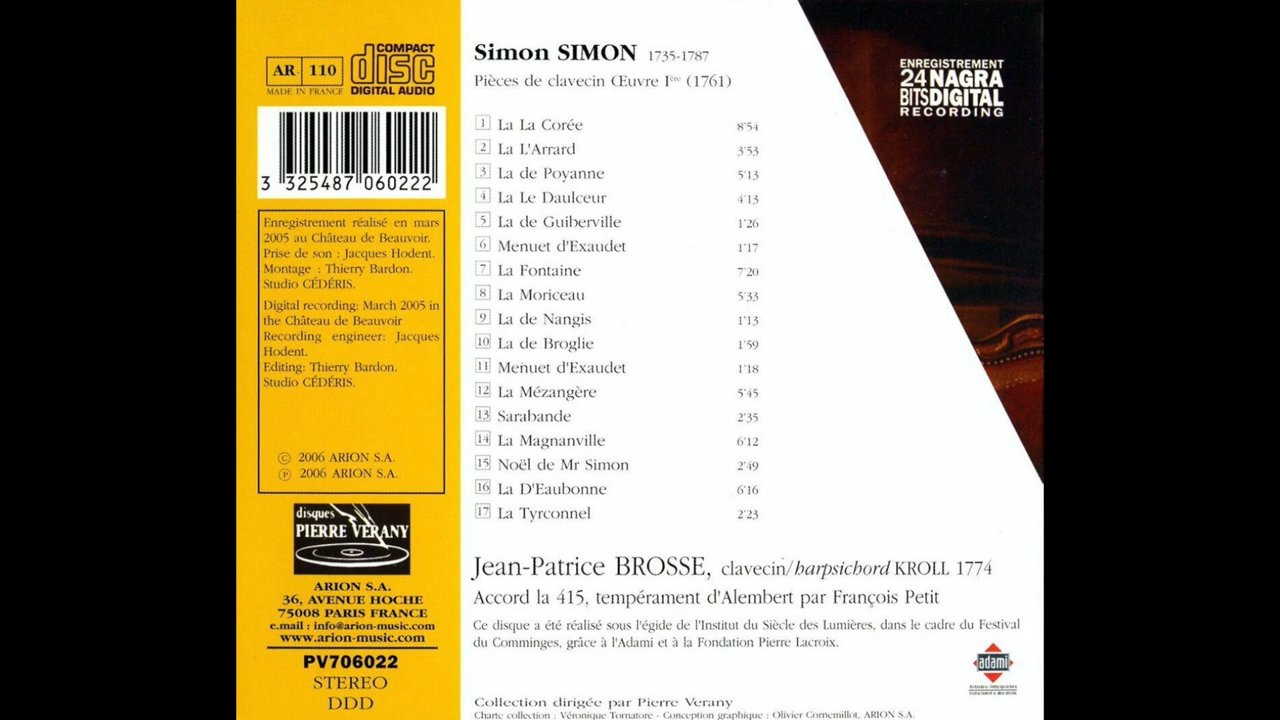 AR 110
MADE IN FRANCE
COMPACT
disc
DIGITAL AUDIO
3 325487 060222
Enregistrement réalisé en mars
2005 au Château de Beauvoir.
Prise de son : Jacques Hodent.
Montage : Thierry Bardon.
Studio CÉDÉRIS.
Digital recording: March 2005 in
the Château de Beauvoir
Recording engineer: Jacques
Hodent.
Editing: Thierry Bardon.
Studio CÉDÉRIS.
© 2006 ARION S.A.
℗ 2006 ARION S.A.
disques
PIERRE VERANY
ARION S.A.
36, AVENUE HOCHE
75008 PARIS FRANCE
e.mail : info@arion-music.com
www.arion-music.com
PV706022
STEREO
DDD
Simon SIMON 1735-1787
Pièces de clavecin Œuvre Ière (1761)
1 La La Corée 8'54
2 La L'Arrard 3'53
3 La de Poyanne 5'13
4 La Le Daulceur 4'13
5 La de Guiberville 1'26
6 Menuet d'Exaudet 1'17
7 La Fontaine 7'20
8 La Moriceau 5'33
9 La de Nangis 1'13
10 La de Broglie 1'59
11 Menuet d'Exaudet 1'18
12 La Mézangère 5'45
13 Sarabande 2'35
14 La Magnanville 6'12
15 Noël de Mr Simon 2'49
16 La D'Eaubonne 6'16
17 La Tyrconnel 2'23
Jean-Patrice BROSSE, clavecin/harpsichord KROLL 1774
Accord la 415, tempérament d'Alembert par François Petit
Ce disque a été réalisé sous l'égide de l'Institut du Siècle des Lumières, dans le cadre du Festival
du Comminges, grâce à l'Adami et à la Fondation Pierre Lacroix.
Collection dirigée par Pierre Verany
Charte collection : Véronique Tornatore - Conception graphique : Olivier Cornemillot, ARION S.A.
ENREGISTREMENT
24 NAGRA
BITS DIGITAL
RECORDING
adami